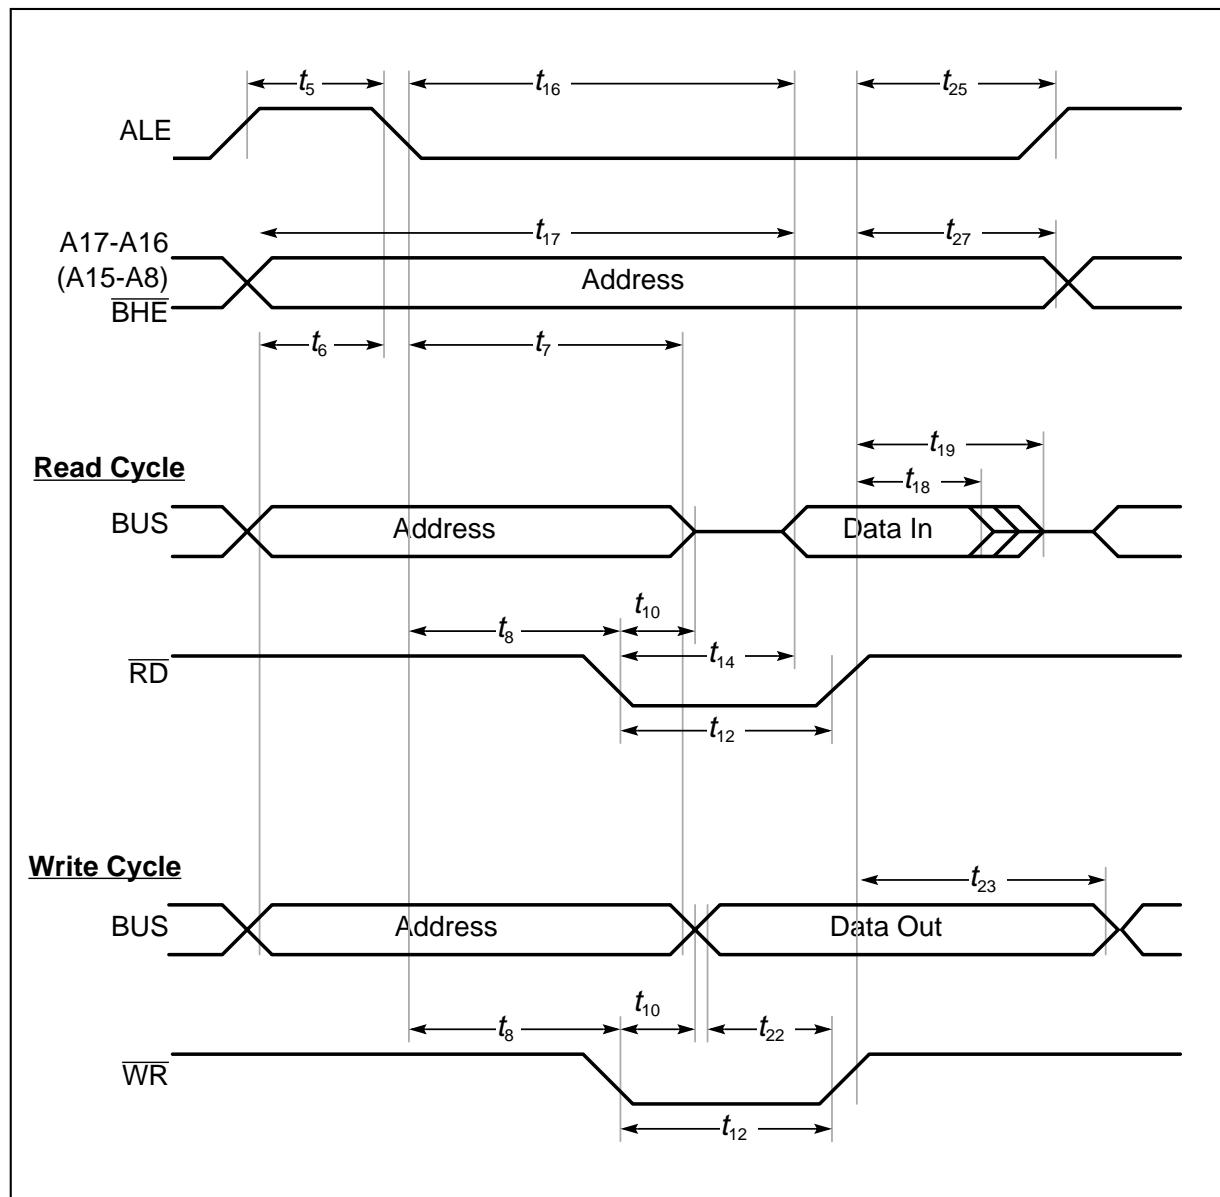 t5 t16 t25
ALE
t17 t27
A17-A16
(A15-A8)
BHE
Address
t6 t7
t19
Read Cycle
t18
BUS Address Data In
t10
t8
t14
RD
t12
Write Cycle
t23
BUS Address Data Out
t10
t8 t22
WR
t12